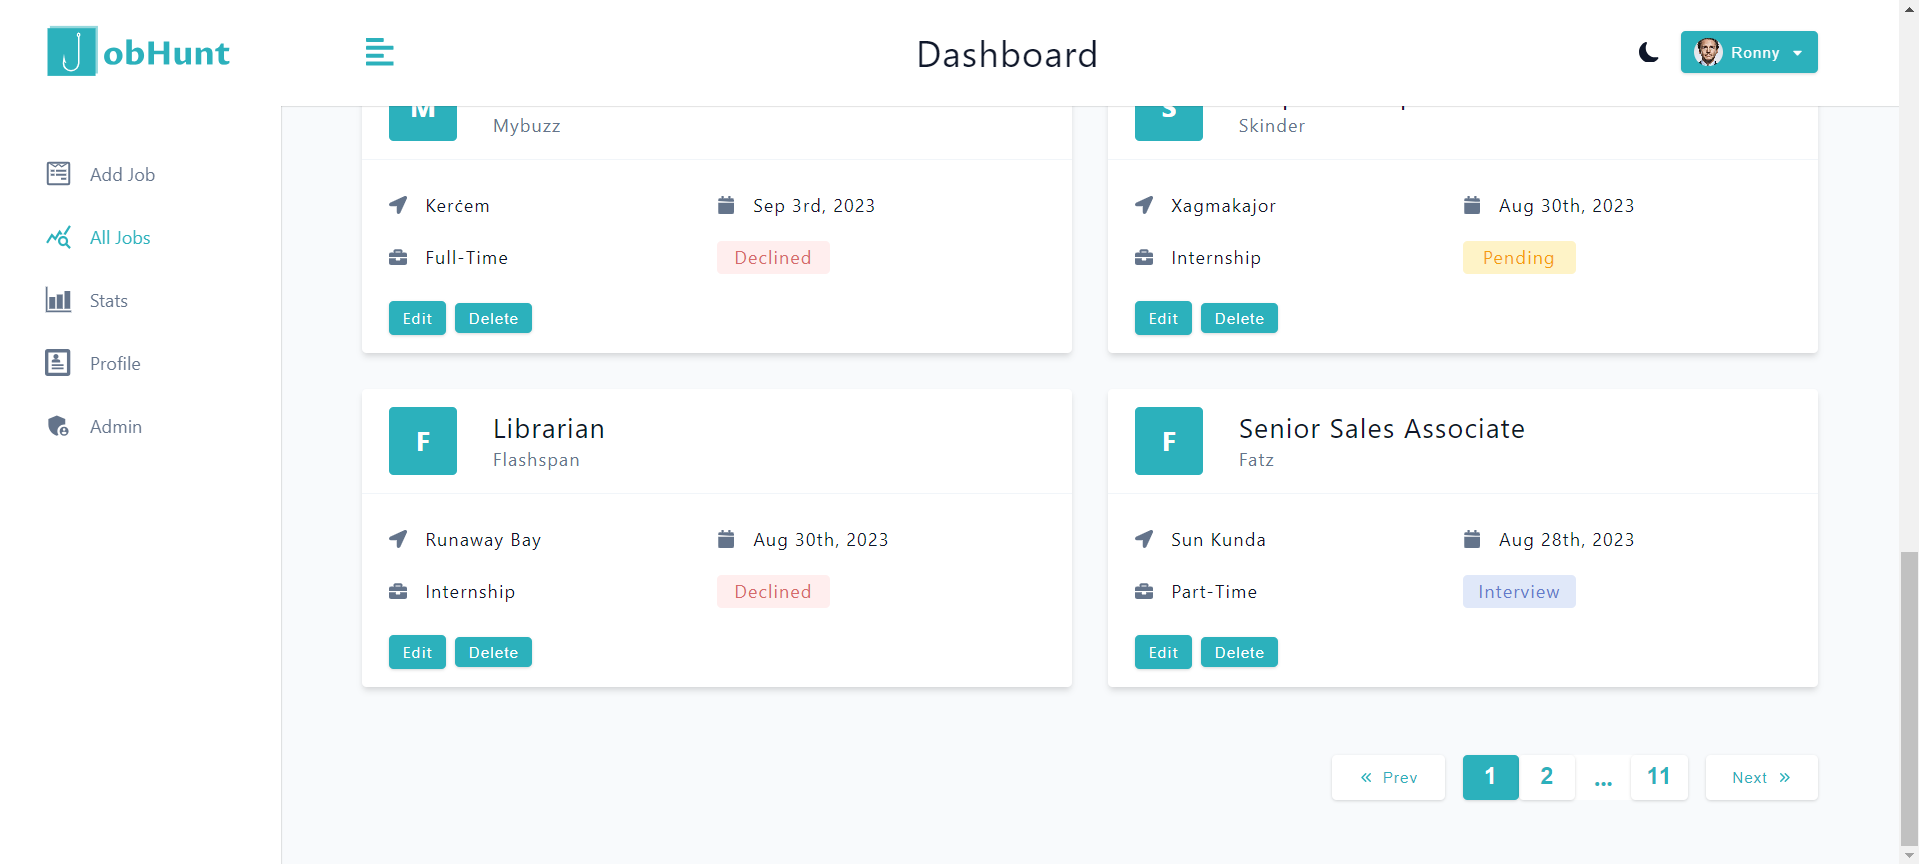 JobHunt
Dashboard
Ronny
Add Job
All Jobs
Stats
Profile
Admin
M
Mybuzz
Kerċem
Sep 3rd, 2023
Full-Time
Declined
Edit
Delete
S
Skinder
Xagmakajor
Aug 30th, 2023
Internship
Pending
Edit
Delete
F
Librarian
Flashspan
Runaway Bay
Aug 30th, 2023
Internship
Declined
Edit
Delete
F
Senior Sales Associate
Fatz
Sun Kunda
Aug 28th, 2023
Part-Time
Interview
Edit
Delete
« Prev
1
2
...
11
Next »